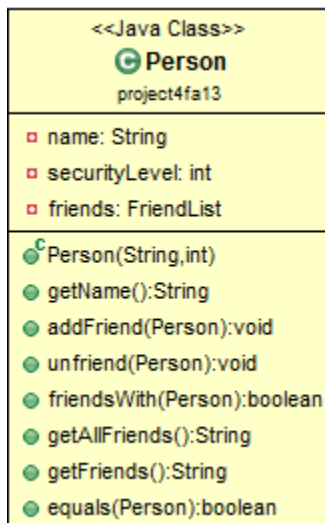 <<Java Class>>
C Person
project4fa13
name: String
securityLevel: int
friends: FriendList
C Person(String,int)
getName():String
addFriend(Person):void
unfriend(Person):void
friendsWith(Person):boolean
getAllFriends():String
getFriends():String
equals(Person):boolean